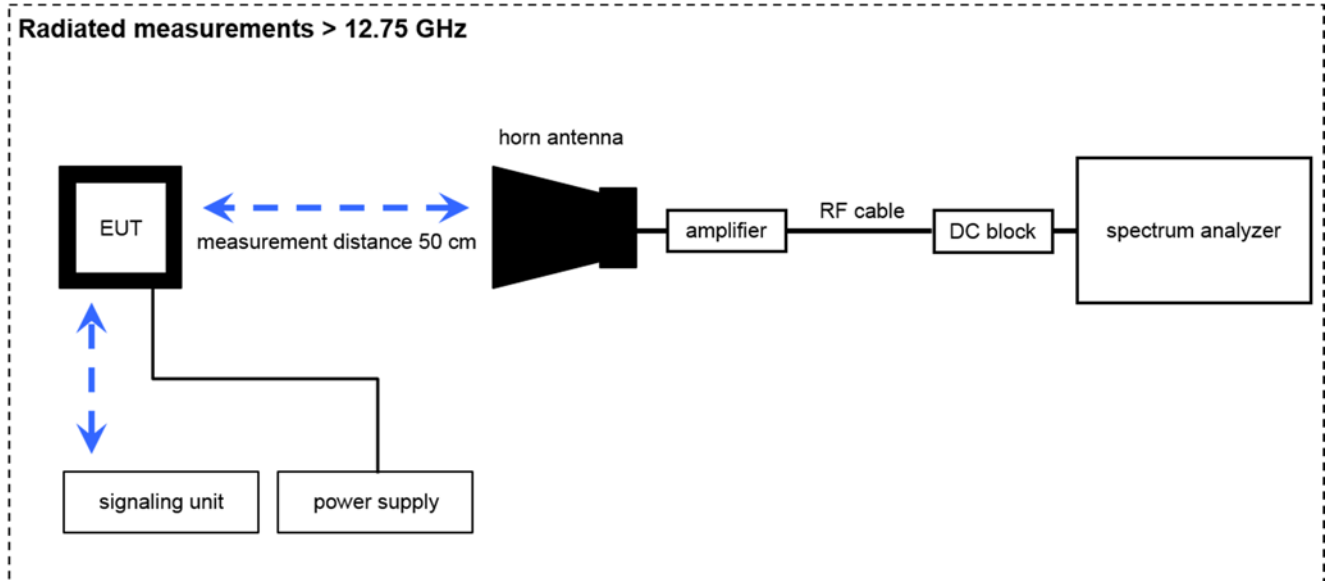 Radiated measurements > 12.75 GHz
horn antenna
EUT
measurement distance 50 cm
amplifier
RF cable
DC block
spectrum analyzer
signaling unit
power supply